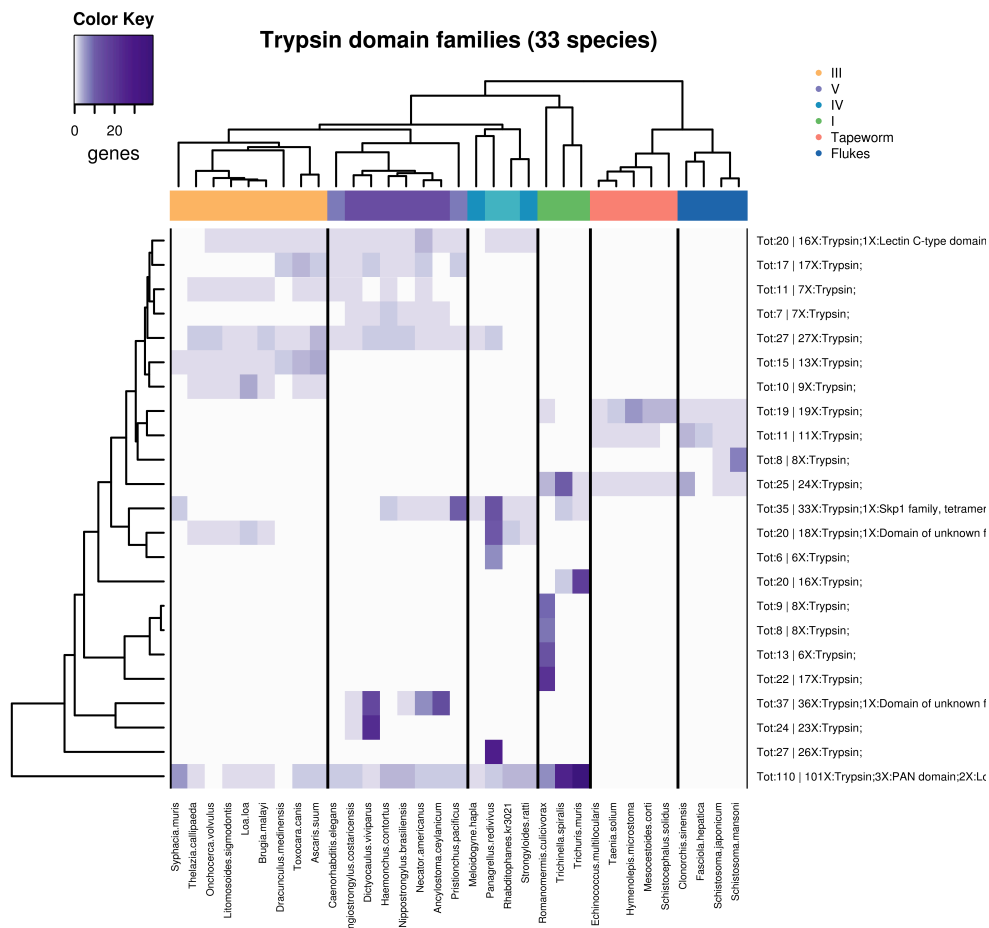 Color Key
0 20
genes
Trypsin domain families (33 species)
III
V
IV
I
Tapeworm
Flukes
Tot:20 | 16X:Trypsin;1X:Lectin C-type domain
Tot:17 | 17X:Trypsin;
Tot:11 | 7X:Trypsin;
Tot:7 | 7X:Trypsin;
Tot:27 | 27X:Trypsin;
Tot:15 | 13X:Trypsin;
Tot:10 | 9X:Trypsin;
Tot:19 | 19X:Trypsin;
Tot:11 | 11X:Trypsin;
Tot:8 | 8X:Trypsin;
Tot:25 | 24X:Trypsin;
Tot:35 | 33X:Trypsin;1X:Skp1 family, tetramer
Tot:20 | 18X:Trypsin;1X:Domain of unknown f
Tot:6 | 6X:Trypsin;
Tot:20 | 16X:Trypsin;
Tot:9 | 8X:Trypsin;
Tot:8 | 8X:Trypsin;
Tot:13 | 6X:Trypsin;
Tot:22 | 17X:Trypsin;
Tot:37 | 36X:Trypsin;1X:Domain of unknown f
Tot:24 | 23X:Trypsin;
Tot:27 | 26X:Trypsin;
Tot:110 | 101X:Trypsin;3X:PAN domain;2X:Lo
Syphacia.muris
Thelazia.callipaeda
Onchocerca.volvulus
Litomosoides.sigmodontis
Loa.loa
Brugia.malayi
Dracunculus.medinensis
Toxocara.canis
Ascaris.suum
Caenorhabditis.elegans
ngiostrongylus.costaricensis
Dictyocaulus.viviparus
Haemonchus.contortus
Nippostrongylus.brasiliensis
Necator.americanus
Ancylostoma.ceylanicum
Pristionchus.pacificus
Meloidogyne.hapla
Panagrellus.redivivus
Rhabditophanes.kr3021
Strongyloides.ratti
Romanomermis.culicivorax
Trichinella.spiralis
Trichuris.muris
Echinococcus.multilocularis
Taenia.solium
Hymenolepis.microstoma
Mesocestoides.corti
Schistocephalus.solidus
Clonorchis.sinensis
Fasciola.hepatica
Schistosoma.japonicum
Schistosoma.mansoni